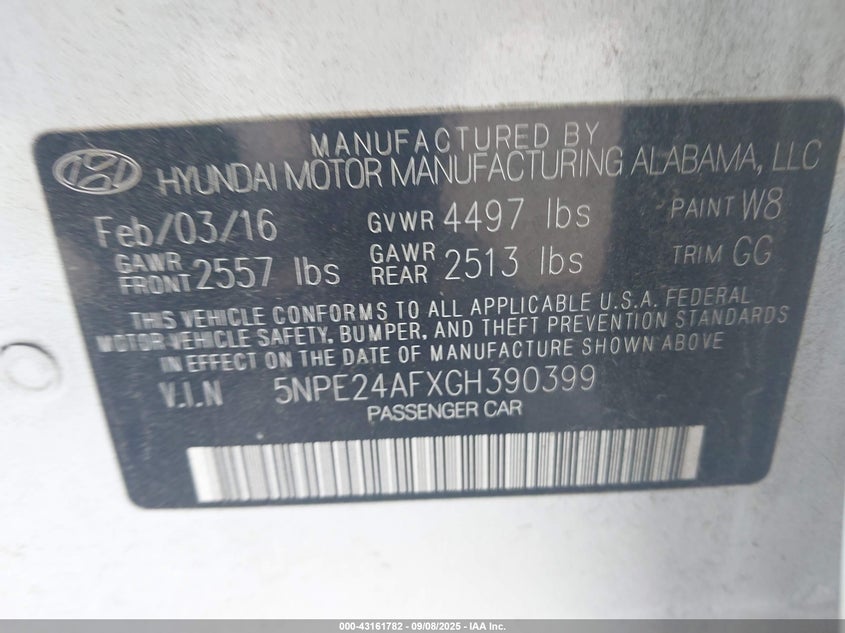 MANUFACTURED BY
HYUNDAI MOTOR MANUFACTURING ALABAMA, LLC
Feb/03/16 GVWR 4497 lbs PAINT W8
GAWR FRONT 2557 lbs GAWR REAR 2513 lbs TRIM GG
THIS VEHICLE CONFORMS TO ALL APPLICABLE U.S.A. FEDERAL
MOTOR VEHICLE SAFETY, BUMPER, AND THEFT PREVENTION STANDARDS
IN EFFECT ON THE DATE OF MANUFACTURE SHOWN ABOVE
V.I.N 5NPE24AFXGH390399
PASSENGER CAR
000-43161782 - 09/08/2025 - IAA Inc.